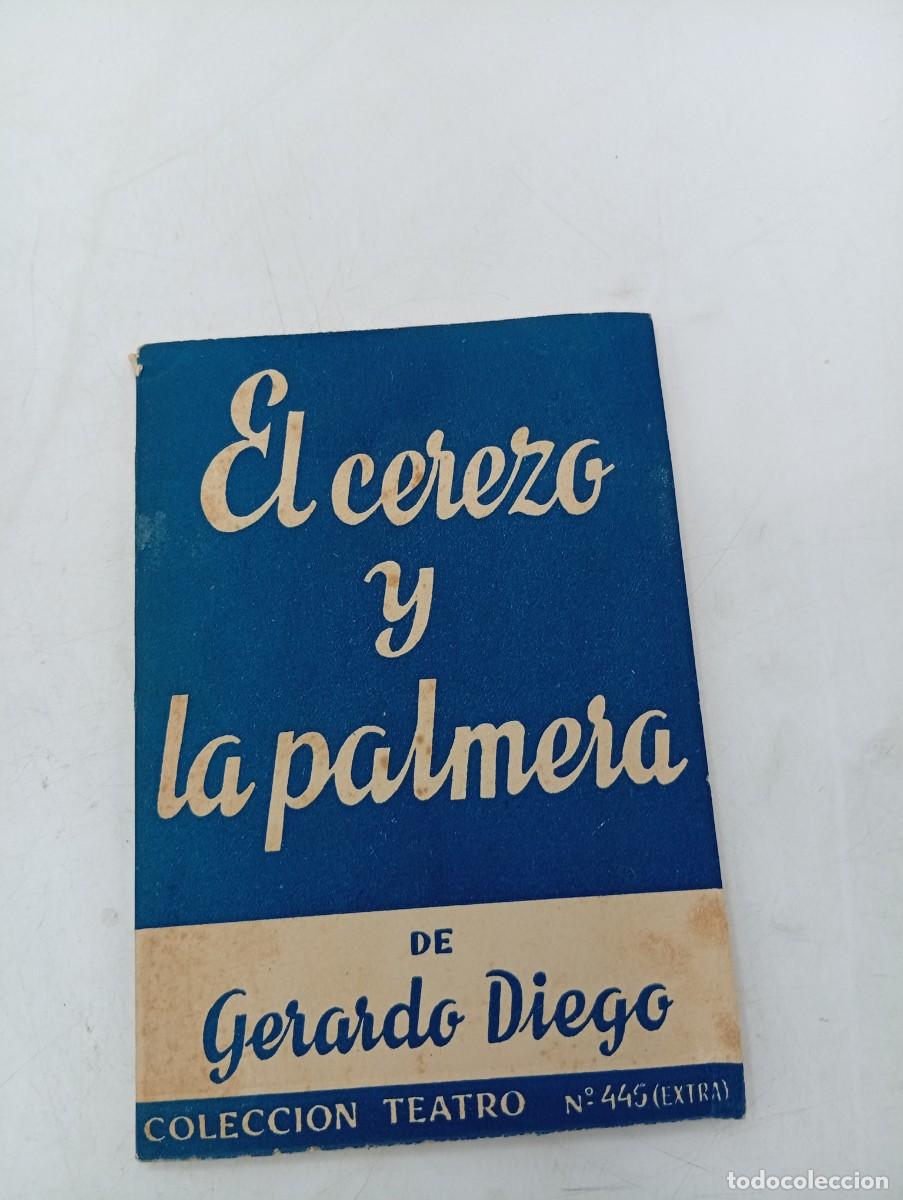 El cerezo
y
la palmera
DE
Gerardo Diego
COLECCION TEATRO Nº 445 (EXTRA)
todocoleccion